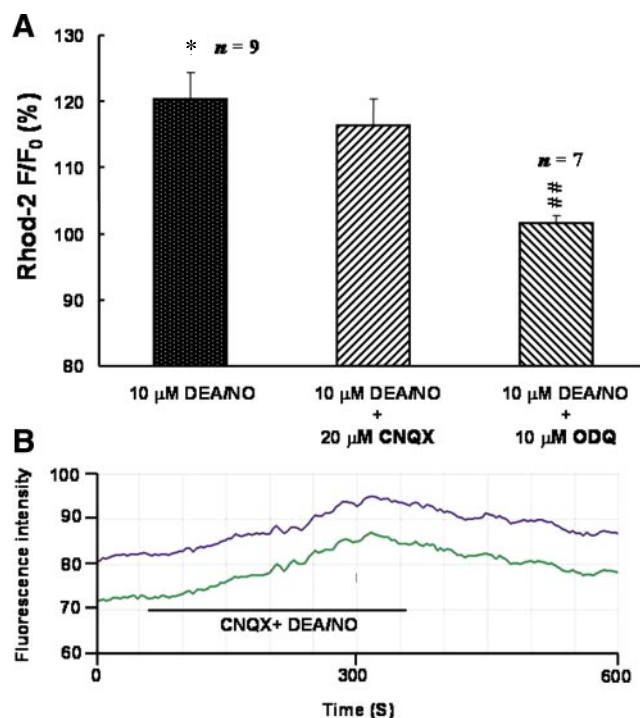 A
* n = 9
n = 7
##
Rhod-2 F/F0 (%)
130
120
110
100
90
80
10 µM DEA/NO
10 µM DEA/NO
+
20 µM CNQX
10 µM DEA/NO
+
10 µM ODQ
B
Fluorescence intensity
100
90
80
70
60
CNQX+ DEA/NO
0
300
600
Time (S)